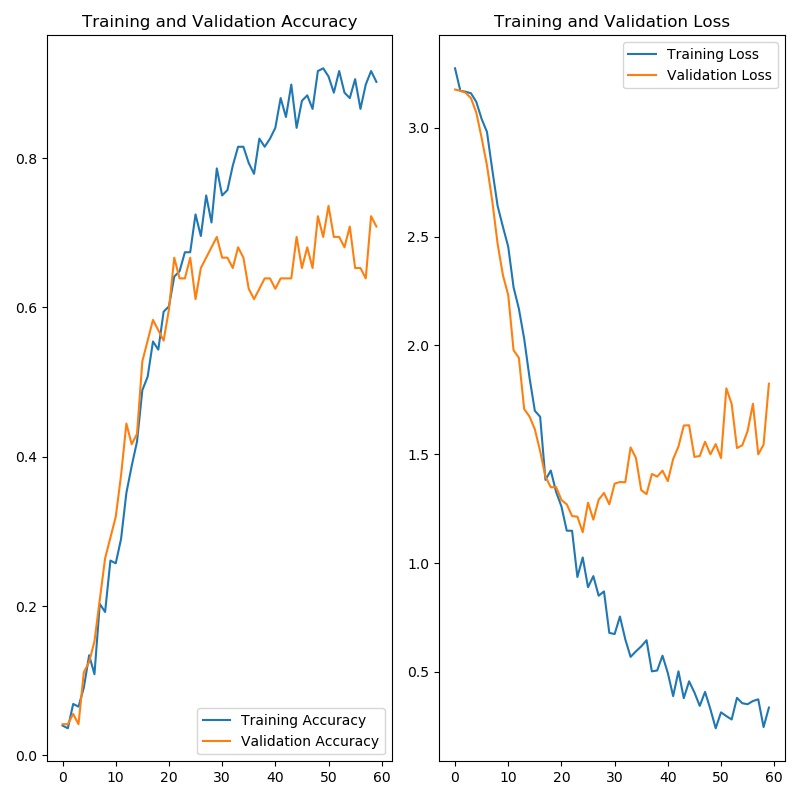 Training and Validation Accuracy
0.8
0.6
0.4
0.2
0.0
0 10 20 30 40 50 60
Training Accuracy
Validation Accuracy
Training and Validation Loss
Training Loss
Validation Loss
3.0
2.5
2.0
1.5
1.0
0.5
0 10 20 30 40 50 60